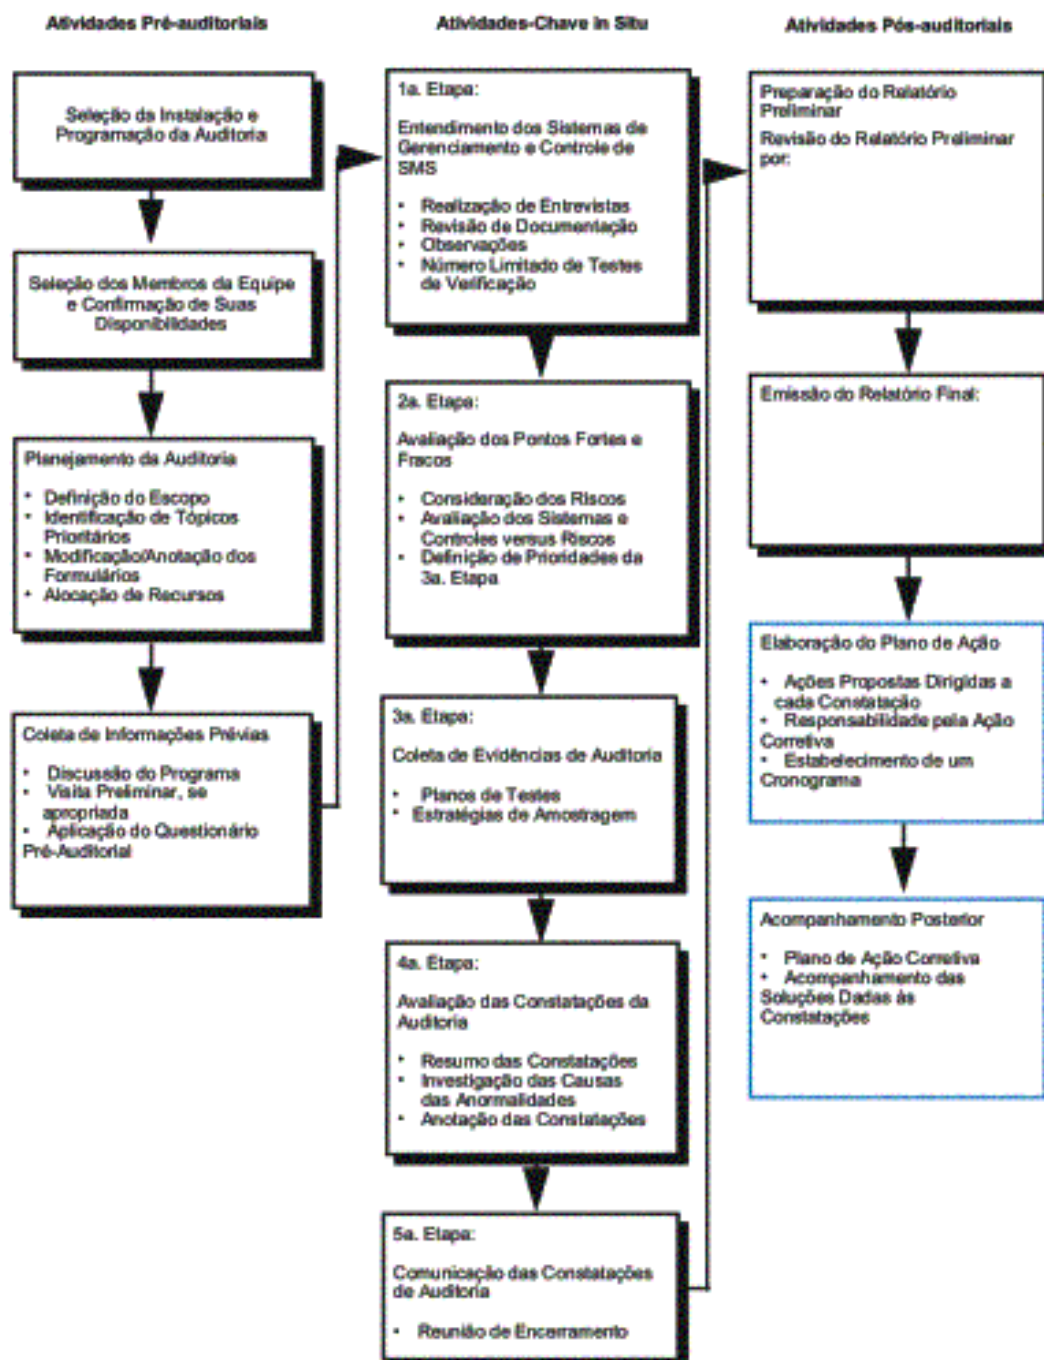 Atividades Pré-auditoriais
Seleção da Instalação e
Programação da Auditoria
Seleção dos Membros da Equipe
e Confirmação de Suas
Disponibilidades
Planejamento da Auditoria
• Definição do Escopo
• Identificação de Tópicos
Prioritários
• Modificação/Anotação dos
Formulários
• Alocação de Recursos
Coleta de Informações Prévias
• Discussão do Programa
• Visita Preliminar, se
apropriada
• Aplicação do Questionário
Pré-Auditorial
Atividades-Chave in Situ
1a. Etapa:
Entendimento dos Sistemas de
Gerenciamento e Controle de
SMS
• Realização de Entrevistas
• Revisão de Documentação
• Observações
• Número Limitado de Testes
de Verificação
2a. Etapa:
Avaliação dos Pontos Fortes e
Fracos
• Consideração dos Riscos
• Avaliação dos Sistemas e
Controles versus Riscos
• Definição de Prioridades da
3a. Etapa
3a. Etapa:
Coleta de Evidências de Auditoria
• Planos de Testes
• Estratégias de Amostragem
4a. Etapa:
Avaliação das Constatações da
Auditoria
• Resumo das Constatações
• Investigação das Causas
das Anormalidades
• Anotação das Constatações
5a. Etapa:
Comunicação das Constatações
de Auditoria
• Reunião de Encerramento
Atividades Pós-auditoriais
Preparação do Relatório
Preliminar
Revisão do Relatório Preliminar
por:
Emissão do Relatório Final:
Elaboração do Plano de Ação
• Ações Propostas Dirigidas a
cada Constatação
• Responsabilidade pela Ação
Corretiva
• Estabelecimento de um
Cronograma
Acompanhamento Posterior
• Plano de Ação Corretiva
• Acompanhamento das
Soluções Dadas às
Constatações